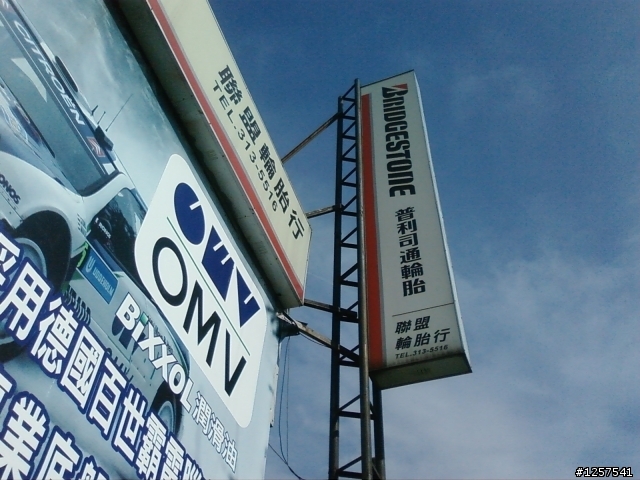 CITROËN
聯盟輪胎行
TEL.313-5516
BRIDGESTONE
普利司通輪胎
聯盟
輪胎行
TEL.313-5516
OMV
BiXXOL 潤滑油
採用德國百世霸電
#1257541